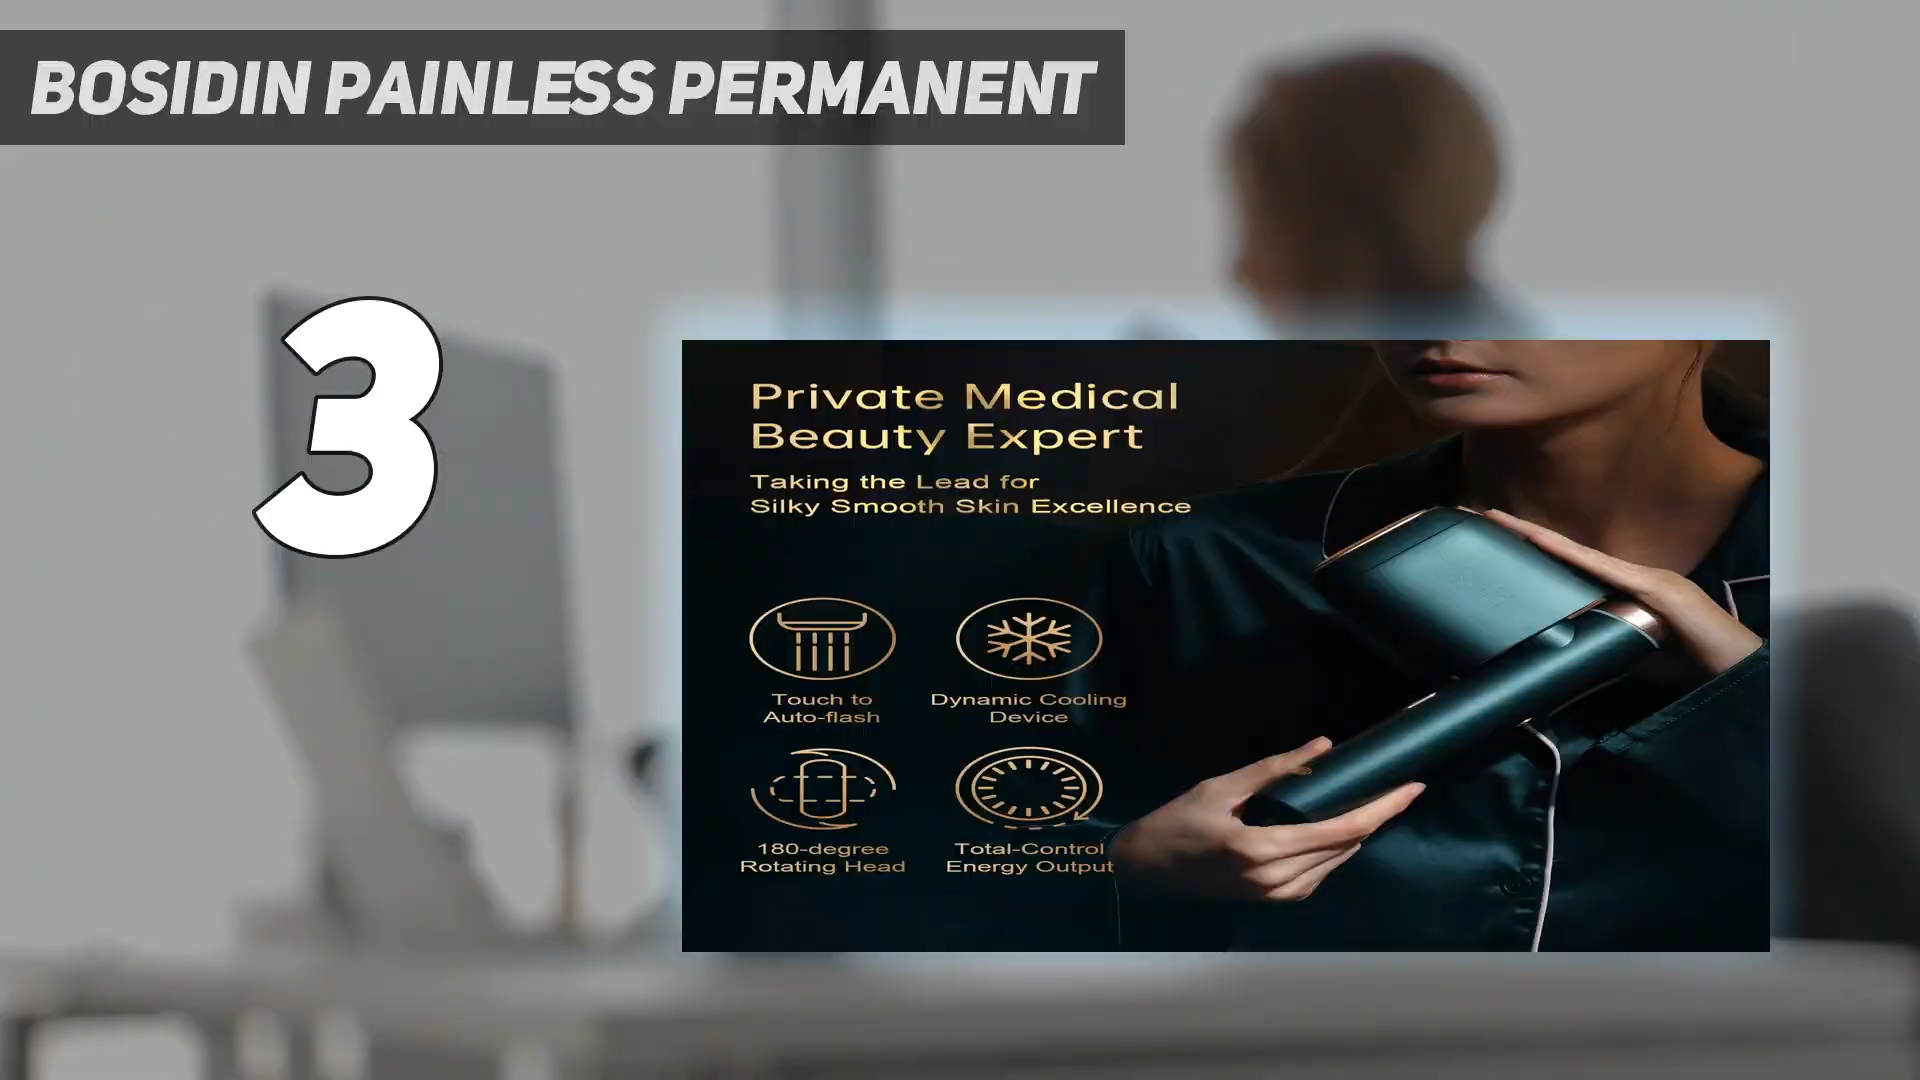 BOSIDIN PAINLESS PERMANENT
3
Private Medical
Beauty Expert
Taking the Lead for
Silky Smooth Skin Excellence
Touch to
Auto-flash
Dynamic Cooling
Device
180-degree
Rotating Head
Total-Control
Energy Output